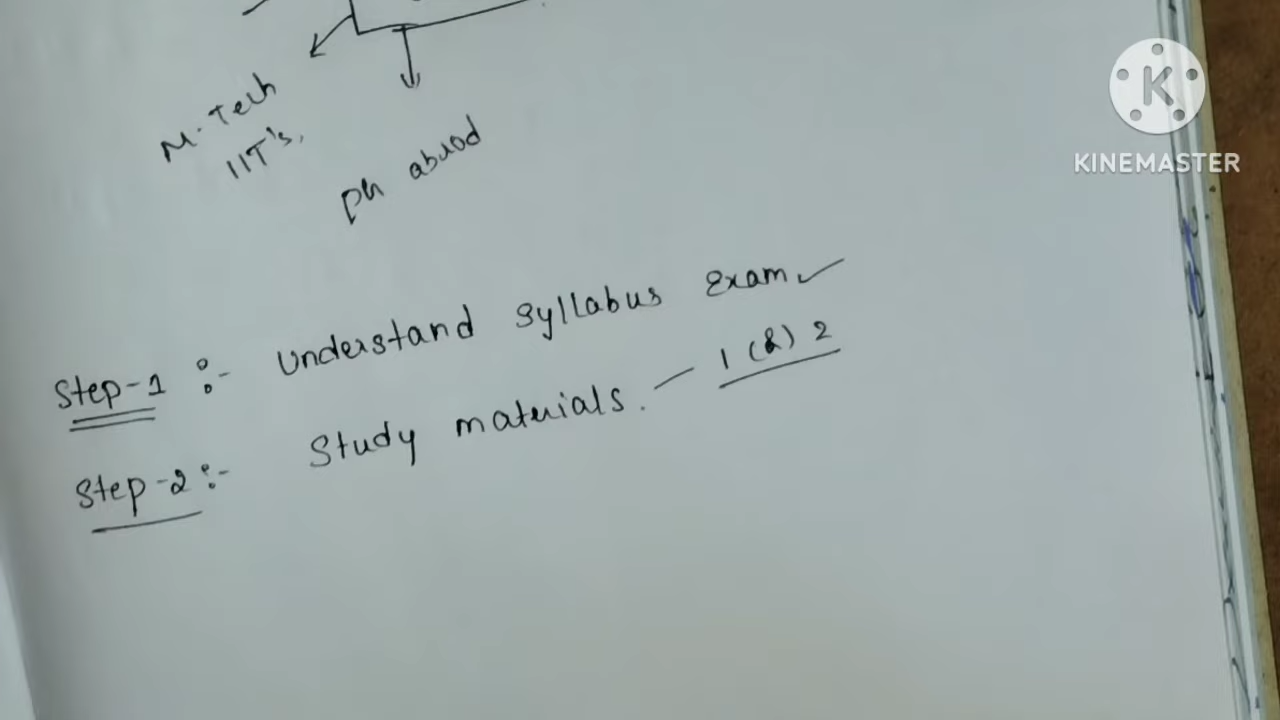 M.Tech
IIT's,
ph abroad
Step-1 :- Understand syllabus exam ✓
Step-2 :- Study materials. — 1 (&) 2
K
KINEMASTER